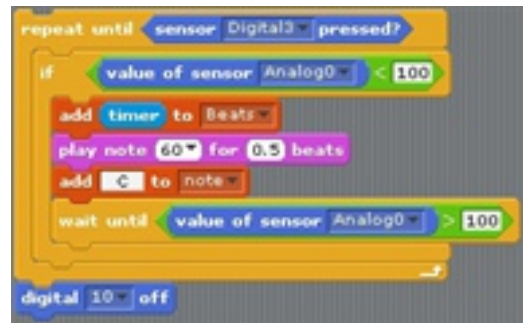 repeat until sensor Digital3 pressed?
if value of sensor Analog0 < 100
add timer to Beats
play note 60 for 0.5 beats
add C to note
wait until value of sensor Analog0 > 100
digital 10 off